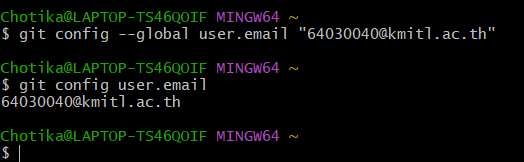 Chotika@LAPTOP-TS46QOIF MINGW64 ~
$ git config --global user.email "64030040@kmitl.ac.th"
Chotika@LAPTOP-TS46QOIF MINGW64 ~
$ git config user.email
64030040@kmitl.ac.th
Chotika@LAPTOP-TS46QOIF MINGW64 ~
$